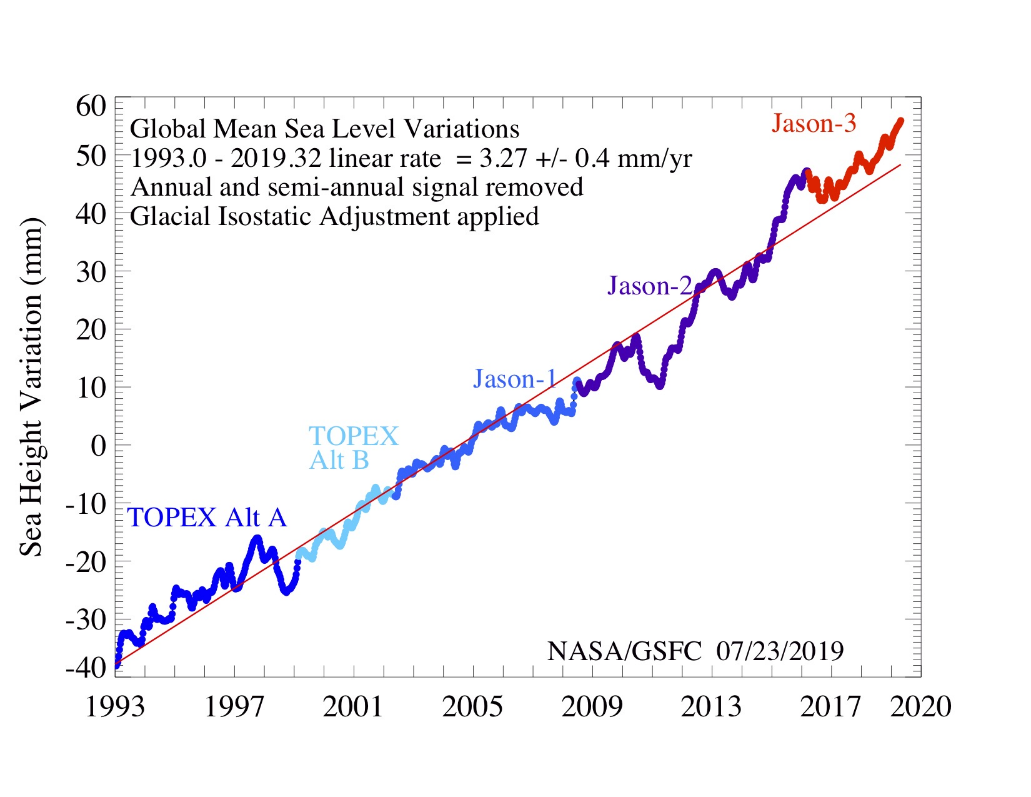 60
50
40
30
20
10
0
-10
-20
-30
-40
Sea Height Variation (mm)
Global Mean Sea Level Variations
1993.0 - 2019.32 linear rate = 3.27 +/- 0.4 mm/yr
Annual and semi-annual signal removed
Glacial Isostatic Adjustment applied
Jason-3
Jason-2
Jason-1
TOPEX
Alt B
TOPEX Alt A
NASA/GSFC 07/23/2019
1993 1997 2001 2005 2009 2013 2017 2020